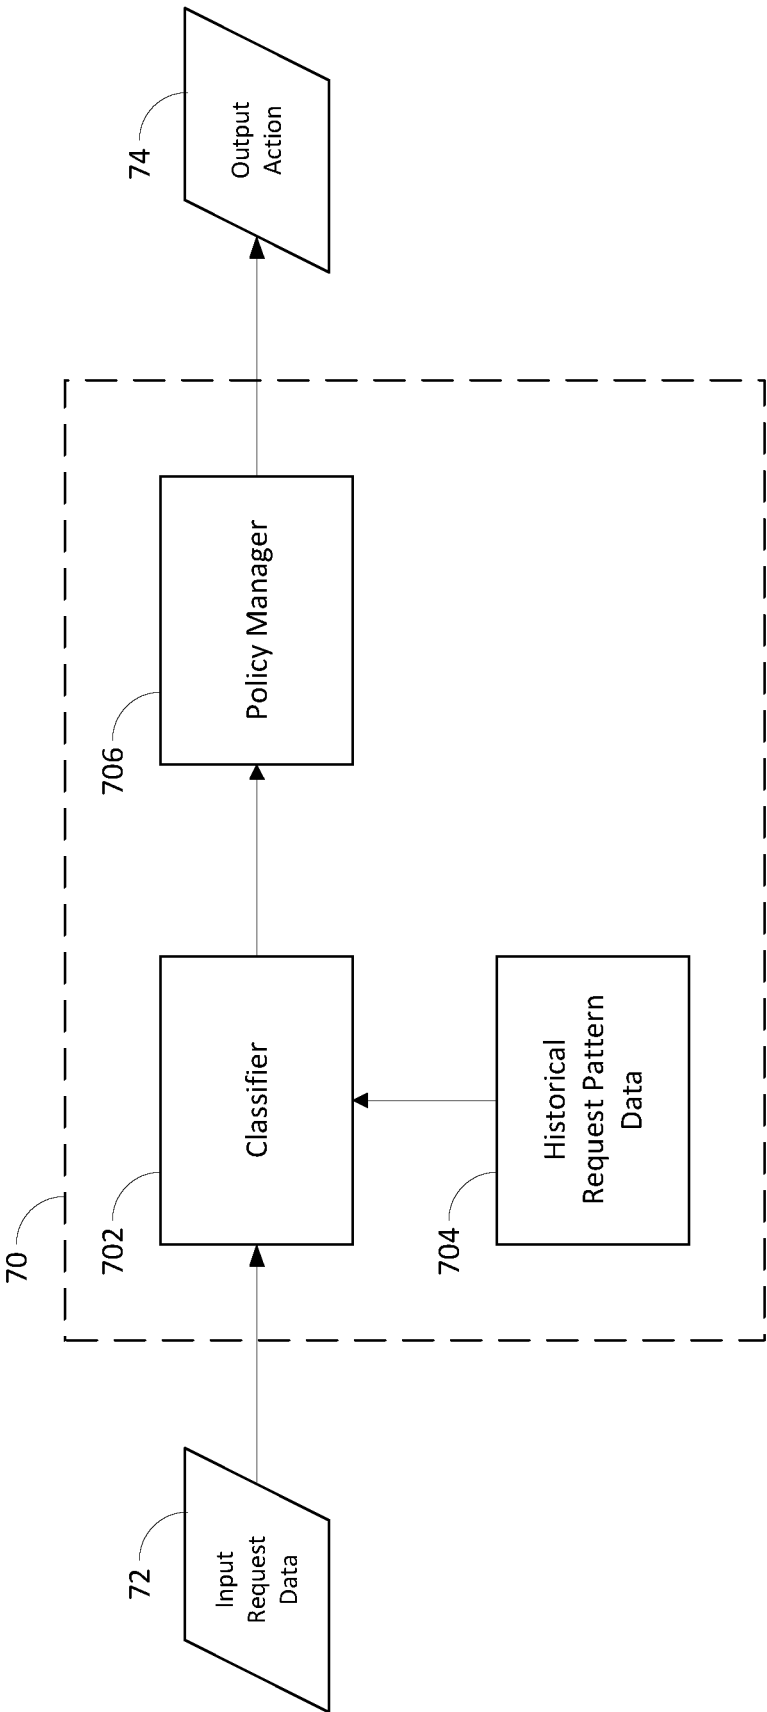 70
72
Input
Request
Data
702
Classifier
704
Historical
Request Pattern
Data
706
Policy Manager
74
Output
Action